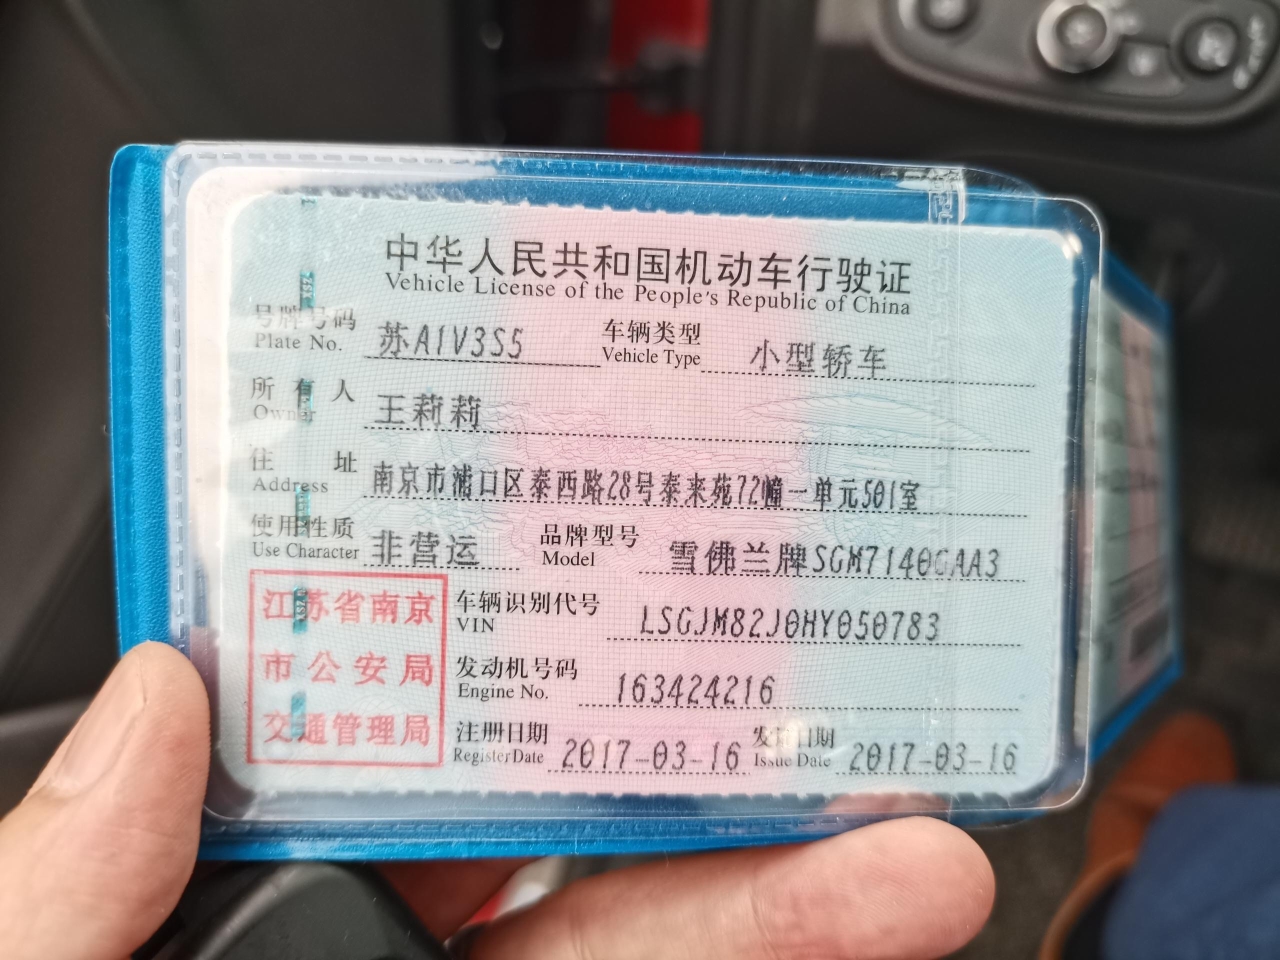 中华人民共和国机动车行驶证
Vehicle License of the People's Republic of China
号牌号码 苏A1V3S5 车辆类型 小型轿车
Plate No. Vehicle Type
所有人 王莉莉
Owner
住址 南京市浦口区泰西路28号泰来苑72幢一单元501室
Address
使用性质 非营运 品牌型号 雪佛兰牌SGM7140GAA3
Use Character Model
江苏省南京
市公安局
交通管理局
车辆识别代号 LSGJM82J0HY050783
VIN
发动机号码 163424216
Engine No.
注册日期 2017-03-16 发证日期 2017-03-16
Register Date Issue Date